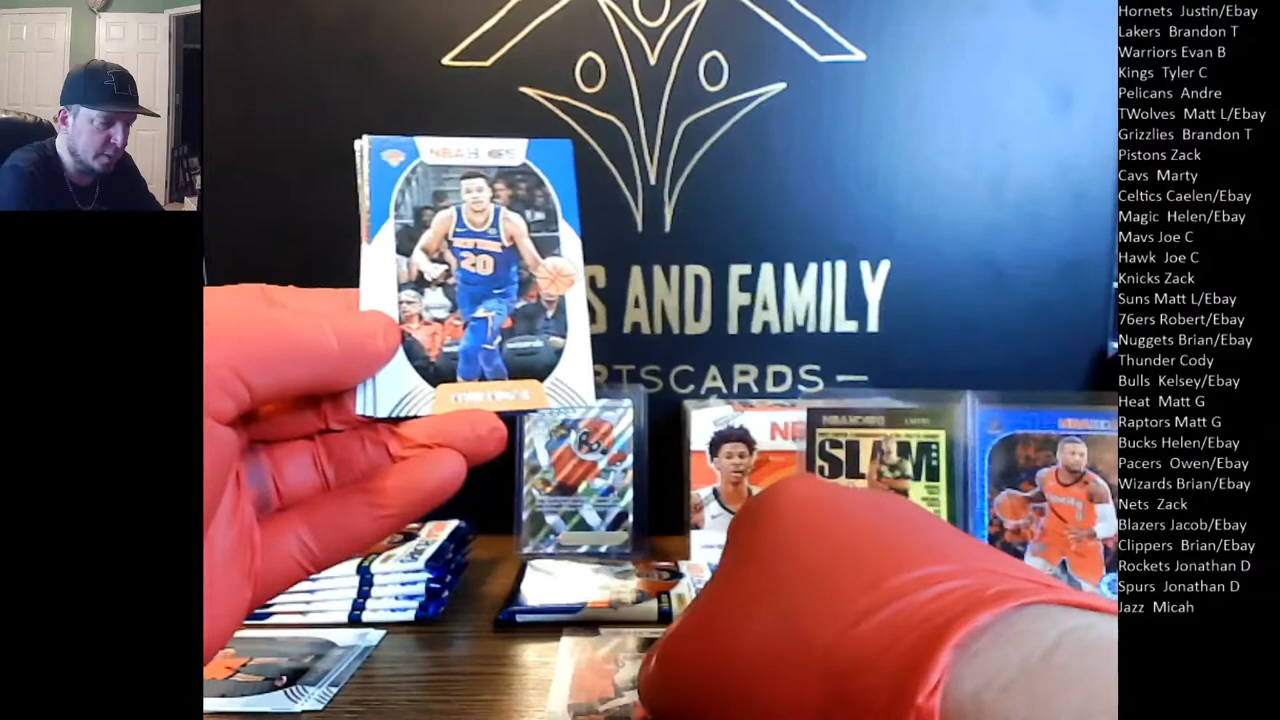 NBA HOOPS
NEW YORK
20
S AND FAMILY
RTSCARDS
NB
SLAM
Hornets Justin/Ebay
Lakers Brandon T
Warriors Evan B
Kings Tyler C
Pelicans Andre
TWolves Matt L/Ebay
Grizzlies Brandon T
Pistons Zack
Cavs Marty
Celtics Caelen/Ebay
Magic Helen/Ebay
Mavs Joe C
Hawk Joe C
Knicks Zack
Suns Matt L/Ebay
76ers Robert/Ebay
Nuggets Brian/Ebay
Thunder Cody
Bulls Kelsey/Ebay
Heat Matt G
Raptors Matt G
Bucks Helen/Ebay
Pacers Owen/Ebay
Wizards Brian/Ebay
Nets Zack
Blazers Jacob/Ebay
Clippers Brian/Ebay
Rockets Jonathan D
Spurs Jonathan D
Jazz Micah